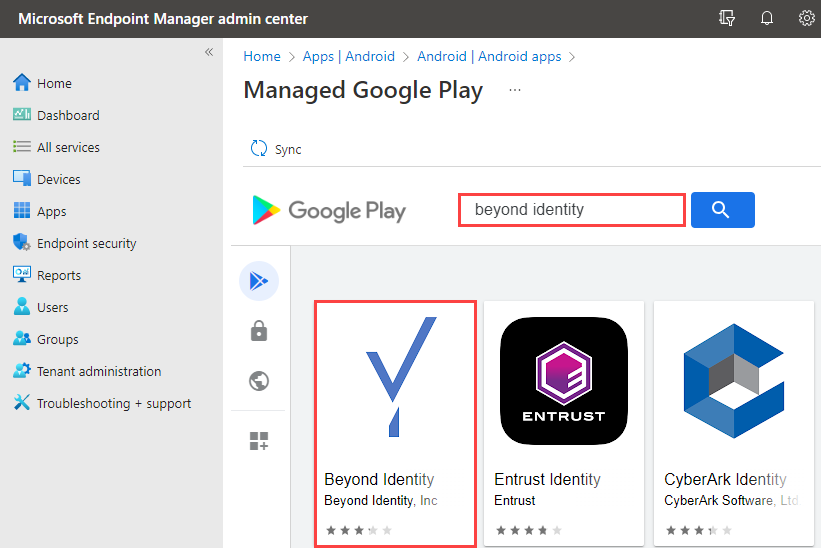 Microsoft Endpoint Manager admin center
«
Home > Apps | Android > Android | Android apps >
Managed Google Play ...
Home
Dashboard
All services
Devices
Apps
Endpoint security
Reports
Users
Groups
Tenant administration
Troubleshooting + support
Sync
Google Play
beyond identity
ENTRUST
Beyond Identity
Beyond Identity, Inc
Entrust Identity
Entrust
CyberArk Identity
CyberArk Software, Ltd